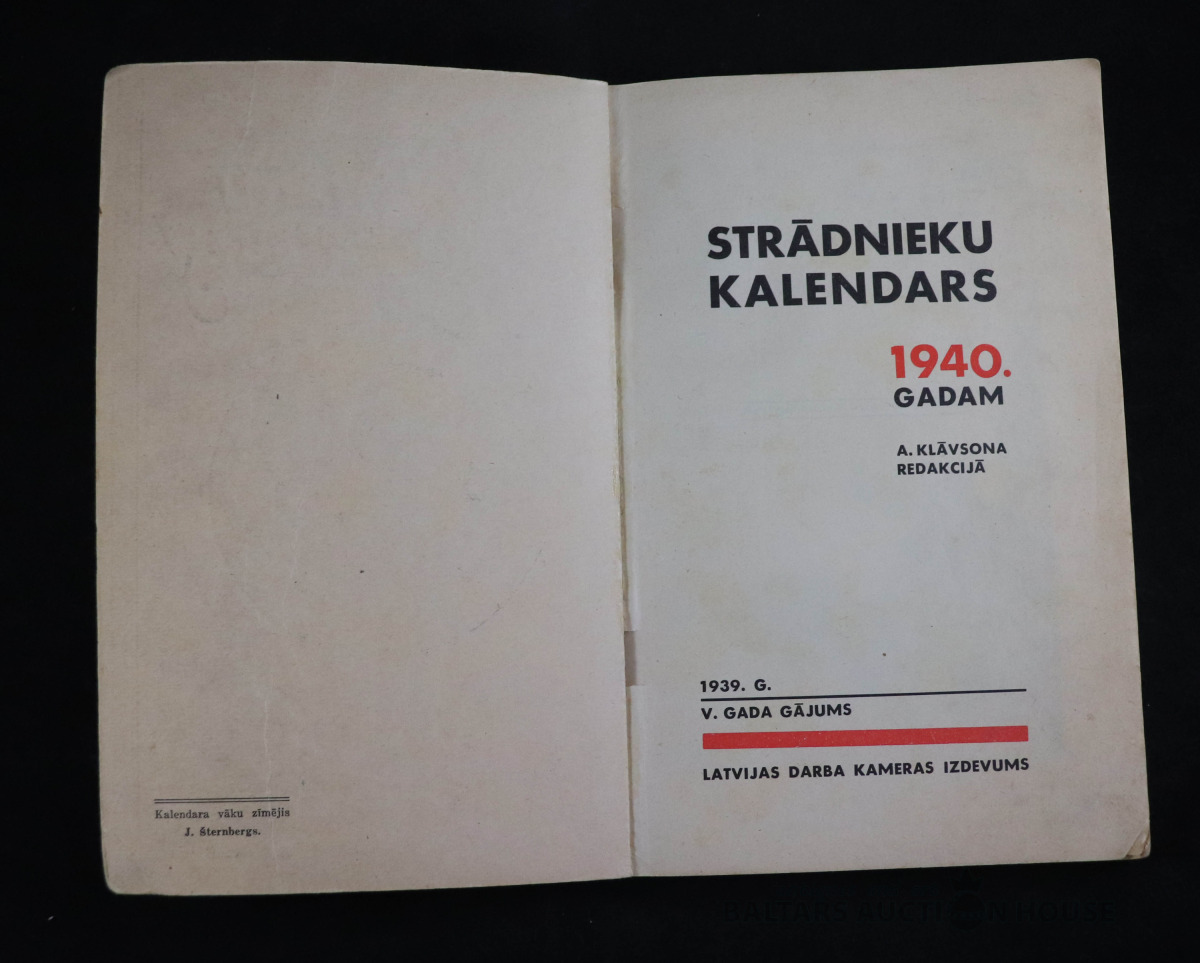 Kalendara vāku zīmējis
J. Šternbergs.
STRĀDNIEKU
KALENDARS
1940.
GADAM
A. KLĀVSONA
REDAKCIJĀ
1939. G.
V. GADA GĀJUMS
LATVIJAS DARBA KAMERAS IZDEVUMS
BALTARS AUCTION HOUSE